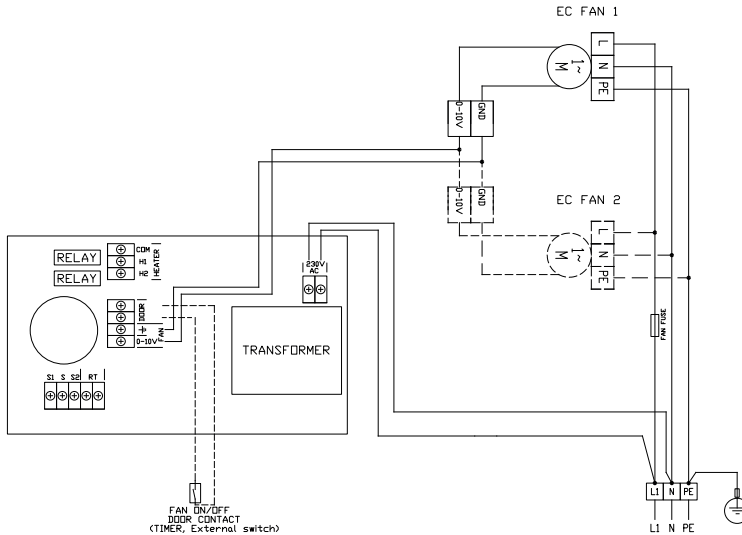 EC FAN 1
L
N
PE
1~
M
0-10V
GND
0-10V
GND
EC FAN 2
L
N
PE
1~
M
RELAY
RELAY
COM
H1
H2
HEATER
230V
AC
DOOR
FAN
0-10V
TRANSFORMER
FAN FUSE
S1 S S2 RT
FAN ON/OFF
DOOR CONTACT
(TIMER, External switch)
L1 N PE
L1 N PE